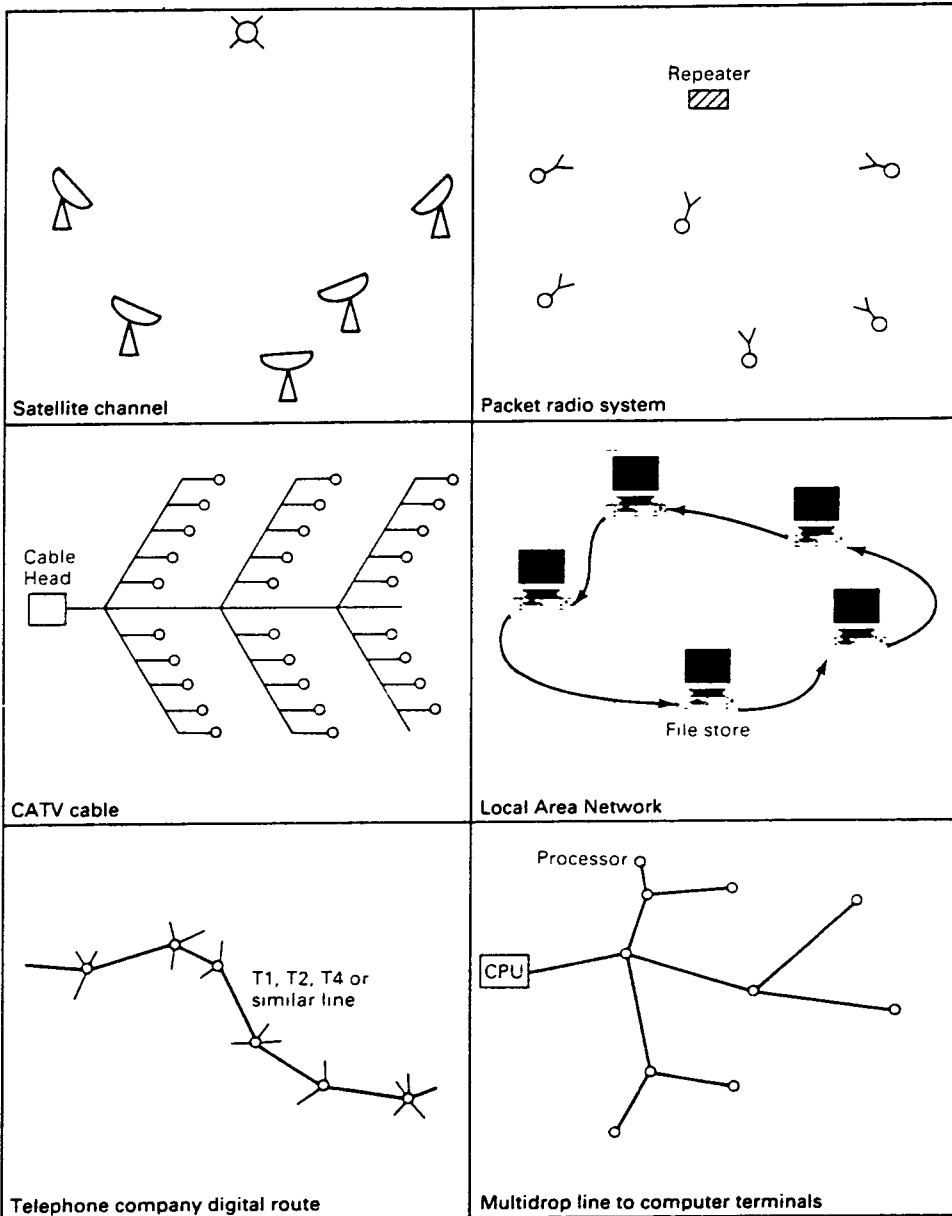 Satellite channel
Repeater
Packet radio system
Cable
Head
CATV cable
File store
Local Area Network
T1, T2, T4 or
similar line
Telephone company digital route
Processor
CPU
Multidrop line to computer terminals